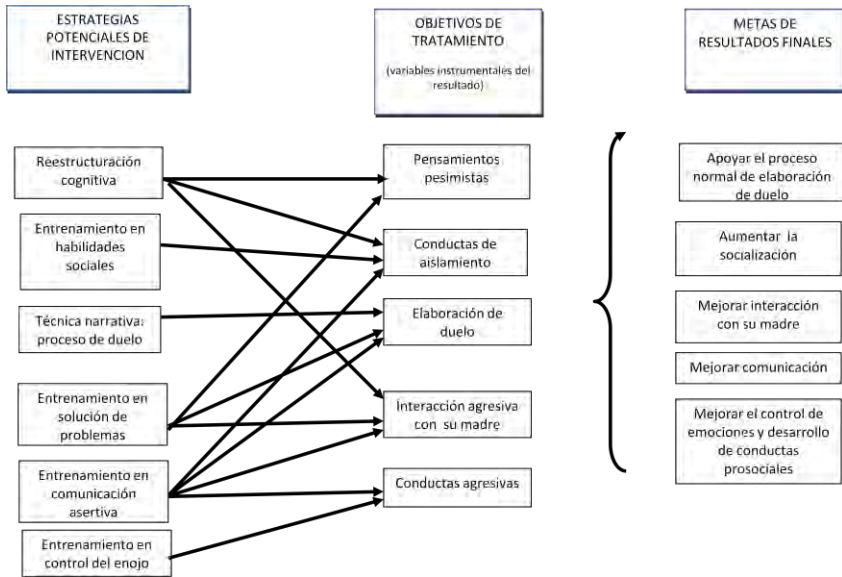 ESTRATEGIAS
POTENCIALES DE
INTERVENCION
OBJETIVOS DE
TRATAMIENTO
(variables instrumentales del
resultado)
METAS DE
RESULTADOS FINALES
Reestructuración
cognitiva
Entrenamiento en
habilidades
sociales
Técnica narrativa:
proceso de duelo
Entrenamiento en
solución de
problemas
Entrenamiento en
comunicación
asertiva
Entrenamiento en
control del enojo
Pensamientos
pesimistas
Conductas de
aislamiento
Elaboración de
duelo
Interacción agresiva
con su madre
Conductas agresivas
Apoyar el proceso
normal de elaboración
de duelo
Aumentar la
socialización
Mejorar interacción
con su madre
Mejorar comunicación
Mejorar el control de
emociones y desarrollo
de conductas
prosociales